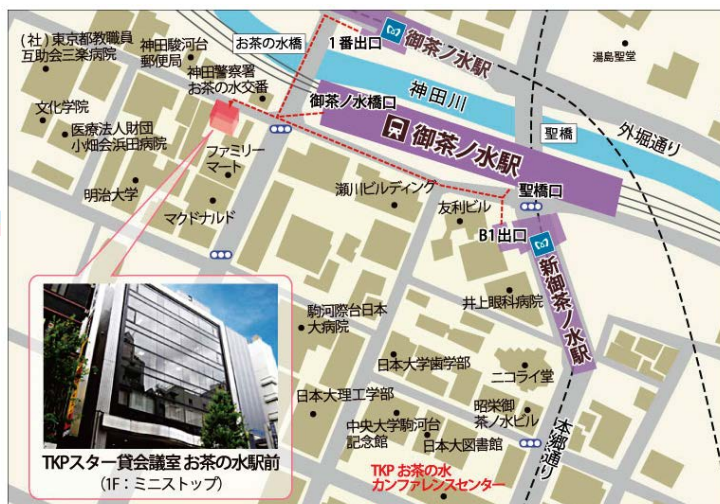 (社)東京都教職員
互助会三楽病院
神田駿河台
郵便局
お茶の水橋
1番出口
御茶ノ水駅
湯島聖堂
神田警察署
お茶の水交番
文化学院
医療法人財団
小畑会浜田病院
御茶ノ水橋口
神田川
外堀通り
御茶ノ水駅
聖橋
ファミリー
マート
明治大学
マクドナルド
瀬川ビルディング
聖橋口
友利ビル
B1出口
新御茶ノ水駅
井上眼科病院
駿河際台日本
大病院
日本大学歯学部
ニコライ堂
日本大理工学部
昭栄御
茶ノ水ビル
中央大学駿河台
記念館
日本大図書館
本郷通り
TKPスター貸会議室 お茶の水駅前
(1F:ミニストップ)
TKP お茶の水
カンファレンスセンター